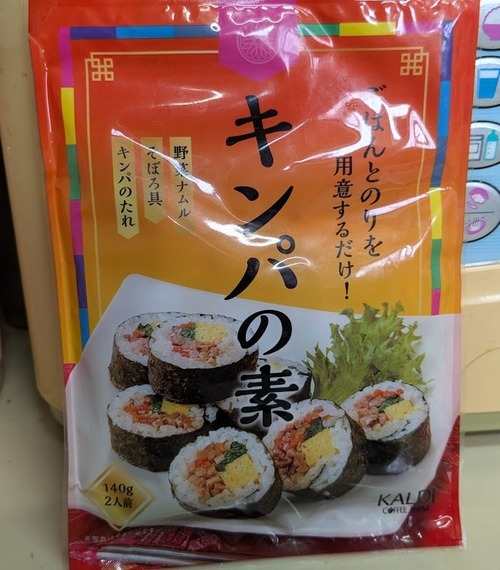 ごはんとのりを
用意するだけ！
キンパの素
野菜ナムル
そぼろ具
キンパのたれ
140g
2人前
KALDI
COFFEE FARM